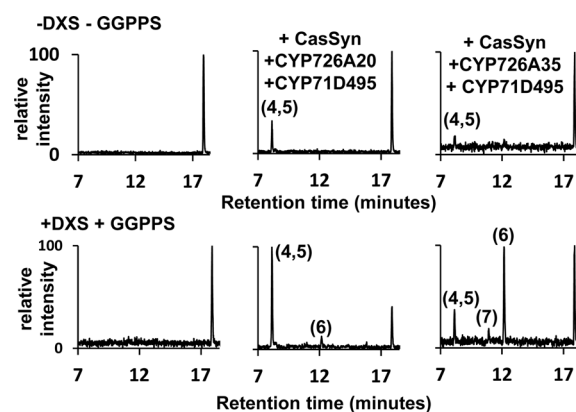 -DXS - GGPPS
+ CasSyn
+CYP726A20
+CYP71D495
+ CasSyn
+CYP726A35
+ CYP71D495
relative
intensity
100
0
(4,5)
(4,5)
7 12 17
7 12 17
7 12 17
Retention time (minutes)
+DXS + GGPPS
relative
intensity
100
0
(4,5)
(6)
(4,5)
(7)
(6)
7 12 17
7 12 17
7 12 17
Retention time (minutes)